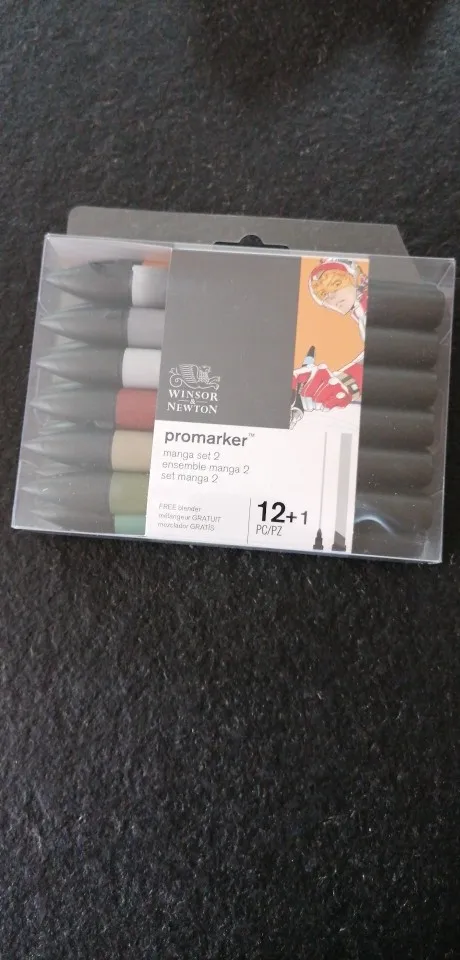 WINSOR
&
NEWTON
promarker™
manga set 2
ensemble manga 2
set manga 2
FREE blender
mélangeur GRATUIT
mezclador GRATIS
12+1
PC/PZ